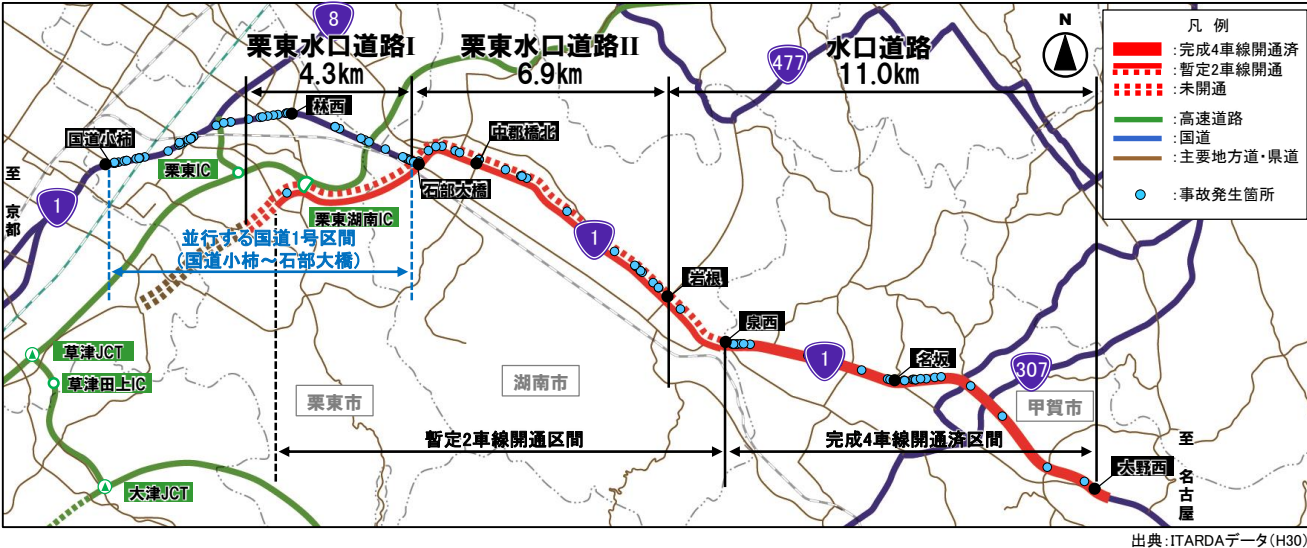 8
栗東水口道路Ⅰ
4.3km
栗東水口道路Ⅱ
6.9km
水口道路
11.0km
477
N
凡 例
:完成4車線開通済
:暫定2車線開通
:未開通
:高速道路
:国道
:主要地方道・県道
:事故発生箇所
林西
国道小柿
中郡橋北
至
京都
1
栗東IC
石部大橋
栗東湖南IC
並行する国道1号区間
(国道小柿～石部大橋)
1
岩根
泉西
草津JCT
草津田上IC
1
名坂
307
栗東市
湖南市
甲賀市
暫定2車線開通区間
完成4車線開通済区間
至
名古屋
大津JCT
大野西
出典:ITARDAデータ(H30)